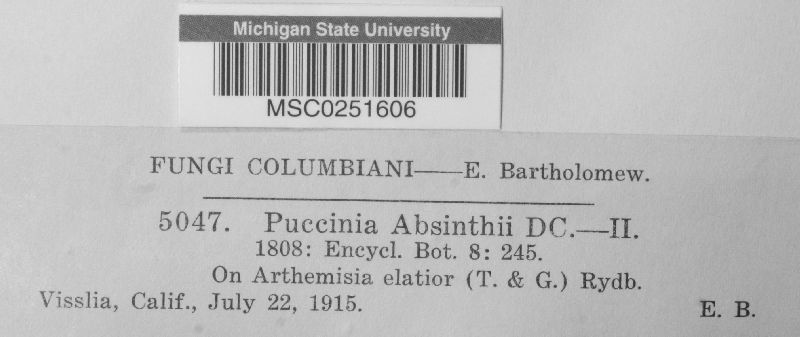 Michigan State University
MSC0251606
FUNGI COLUMBIANI——E. Bartholomew.
5047. Puccinia Absinthii DC.—II.
1808: Encycl. Bot. 8: 245.
On Arthemisia elatior (T. & G.) Rydb.
Visslia, Calif., July 22, 1915. E. B.